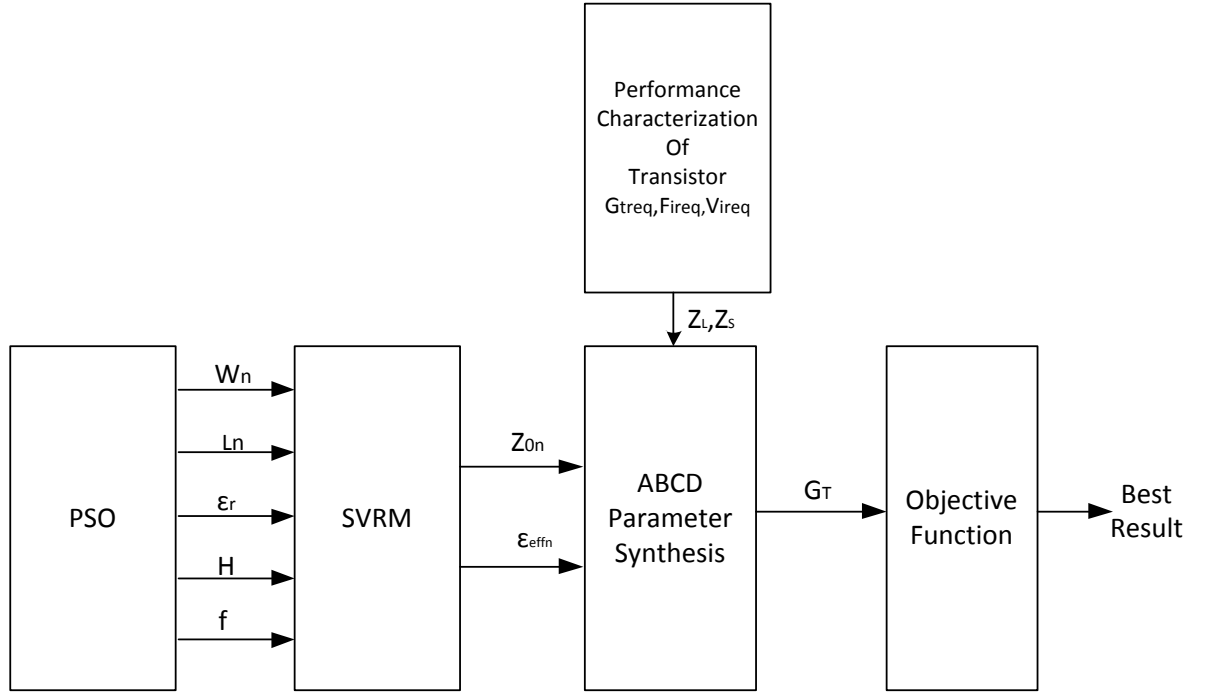 Performance
Characterization
Of
Transistor
Gtreq,Fireq,Vireq
ZL,ZS
PSO
Wn
Ln
εr
H
f
SVRM
Z0n
εeffn
ABCD
Parameter
Synthesis
GT
Objective
Function
Best
Result